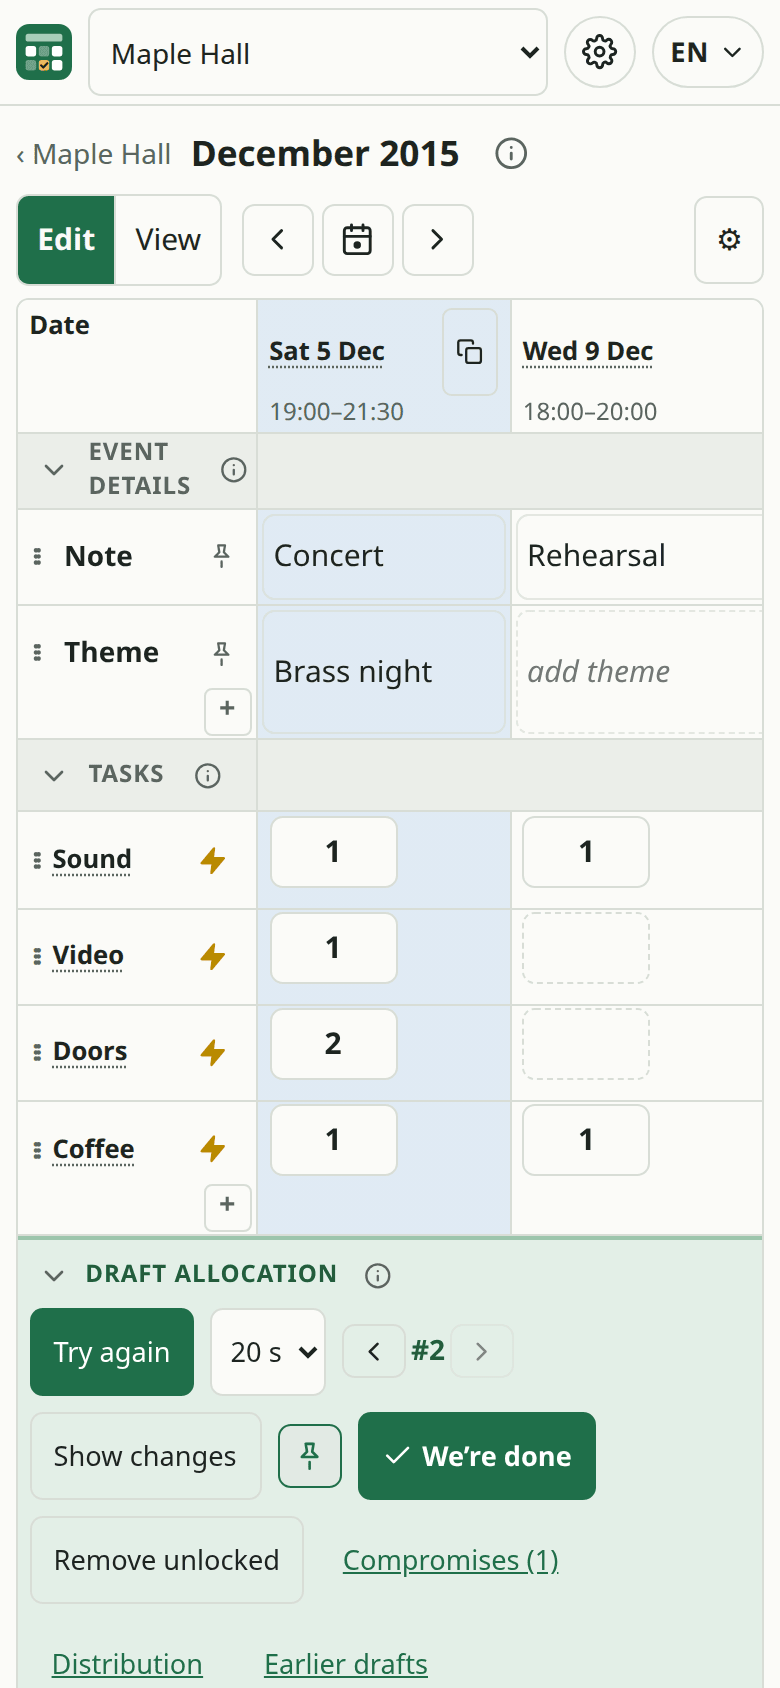 Maple Hall
EN
‹ Maple Hall December 2015
Edit View
Date
Sat 5 Dec
19:00–21:30
Wed 9 Dec
18:00–20:00
EVENT
DETAILS
Note
Concert
Rehearsal
Theme
Brass night
add theme
+
TASKS
Sound
1
1
Video
1
Doors
2
Coffee
1
1
+
DRAFT ALLOCATION
Try again
20 s
#2
Show changes
We’re done
Remove unlocked
Compromises (1)
Distribution
Earlier drafts